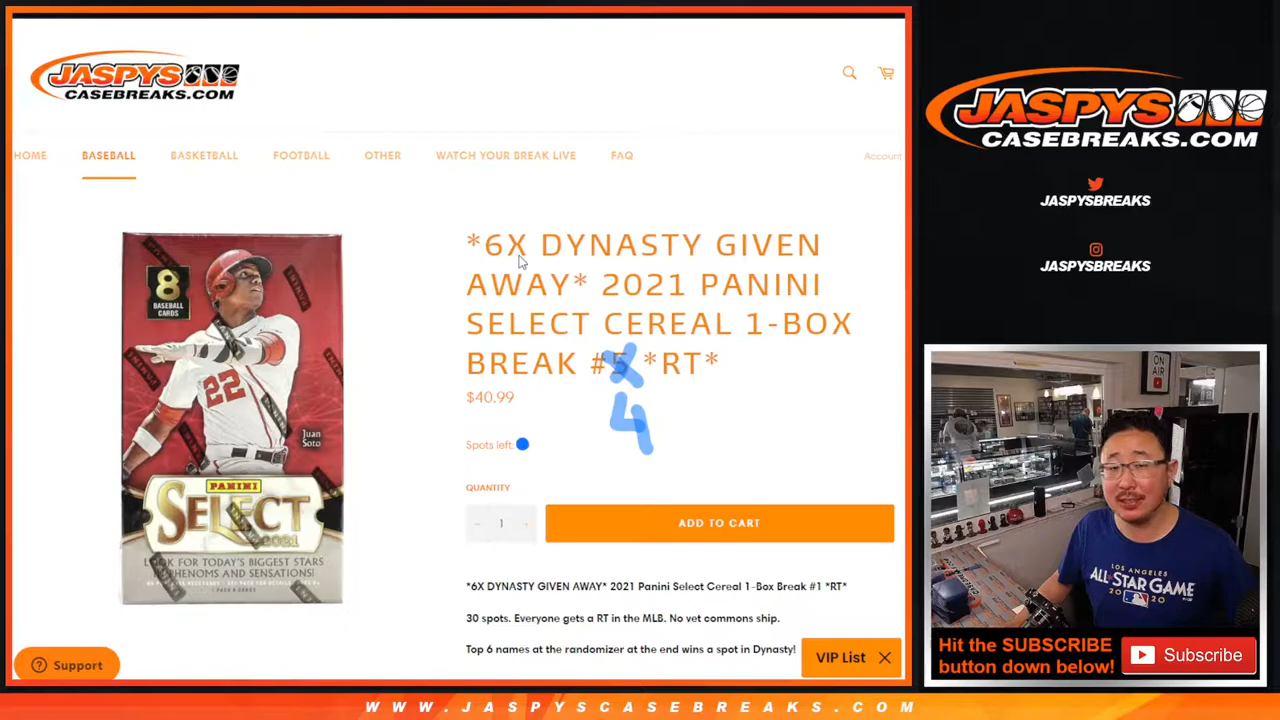 JASPYS
CASEBREAKS.COM
HOME BASEBALL BASKETBALL FOOTBALL OTHER WATCH YOUR BREAK LIVE FAQ Account
8
BASEBALL
CARDS
22
Juan
Soto
PANINI
SELECT
2021
LOOK FOR TODAY'S BIGGEST STARS
PHENOMS AND SENSATIONS!
*6X DYNASTY GIVEN
AWAY* 2021 PANINI
SELECT CEREAL 1-BOX
BREAK #5 *RT*
4
$40.99
Spots left:
QUANTITY
− 1 +
ADD TO CART
*6X DYNASTY GIVEN AWAY* 2021 Panini Select Cereal 1-Box Break #1 *RT*
30 spots. Everyone gets a RT in the MLB. No vet commons ship.
Top 6 names at the randomizer at the end wins a spot in Dynasty!
Support
VIP List
JASPYS
CASEBREAKS.COM
JASPYSBREAKS
JASPYSBREAKS
ON
AIR
LOS ANGELES
ALL-STAR GAME
2020
Hit the SUBSCRIBE
button down below!
Subscribe
WWW.JASPYSCASEBREAKS.COM